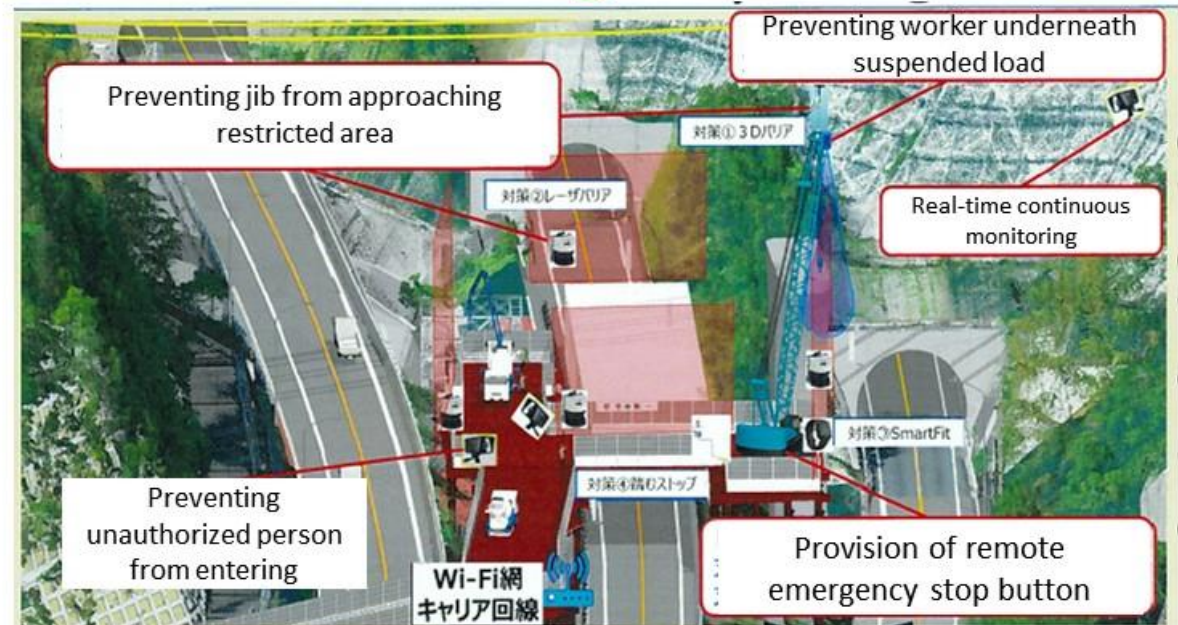 Preventing worker underneath
suspended load
Preventing jib from approaching
restricted area
対策① 3Dバリア
対策②レーザバリア
Real-time continuous
monitoring
対策③SmartFit
対策④踏むストップ
Preventing
unauthorized person
from entering
Provision of remote
emergency stop button
Wi-Fi網
キャリア回線